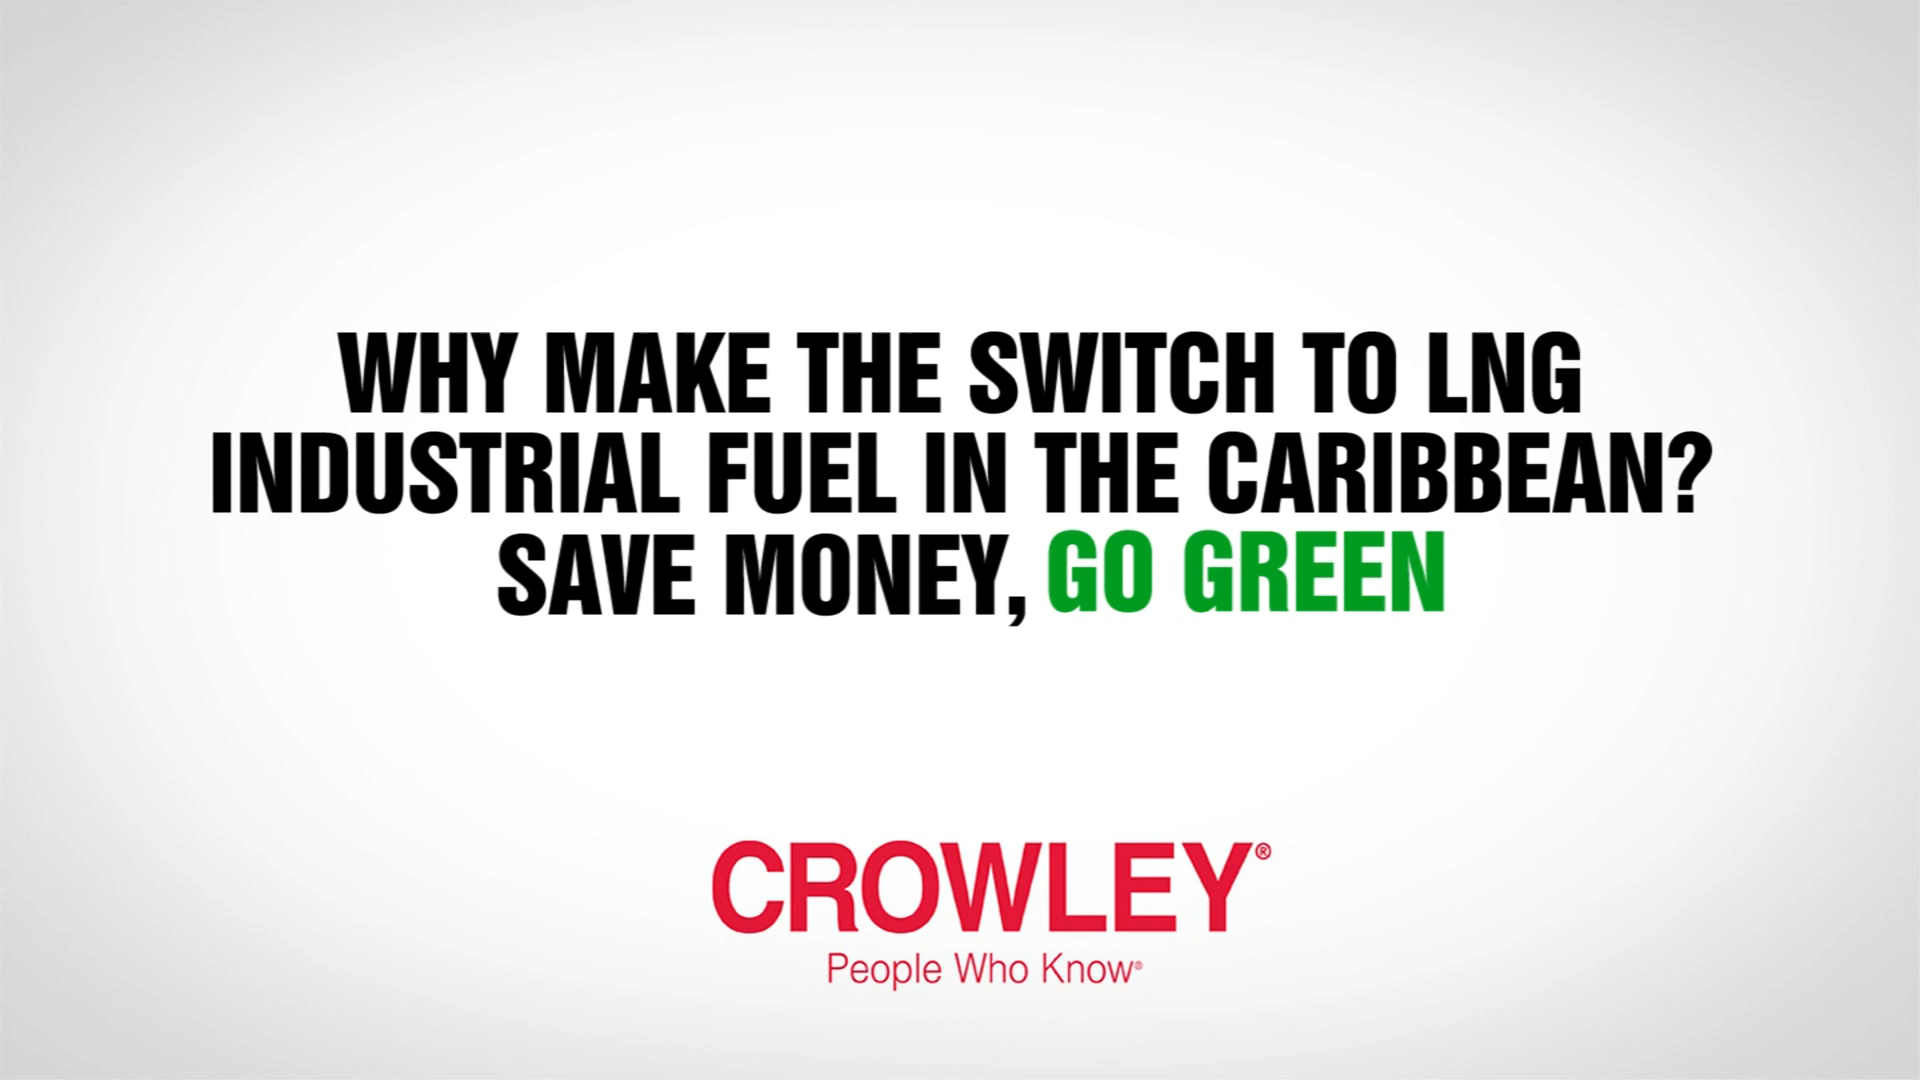 WHY MAKE THE SWITCH TO LNG
INDUSTRIAL FUEL IN THE CARIBBEAN?
SAVE MONEY, GO GREEN
CROWLEY®
People Who Know®